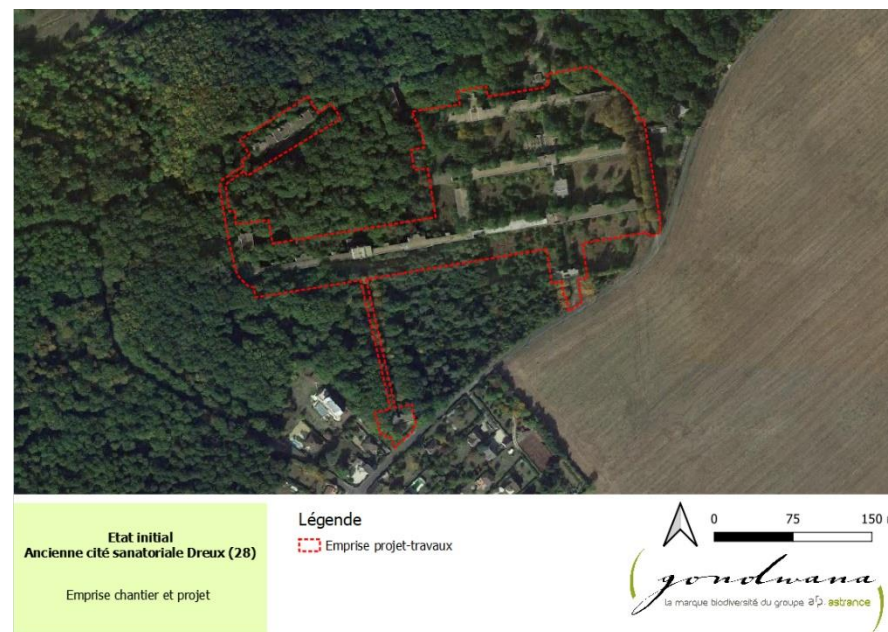 Etat initial
Ancienne cité sanatoriale Dreux (28)
Emprise chantier et projet
Légende
Emprise projet-travaux
0 75 150
gondwana
la marque biodiversité du groupe afp. astrance